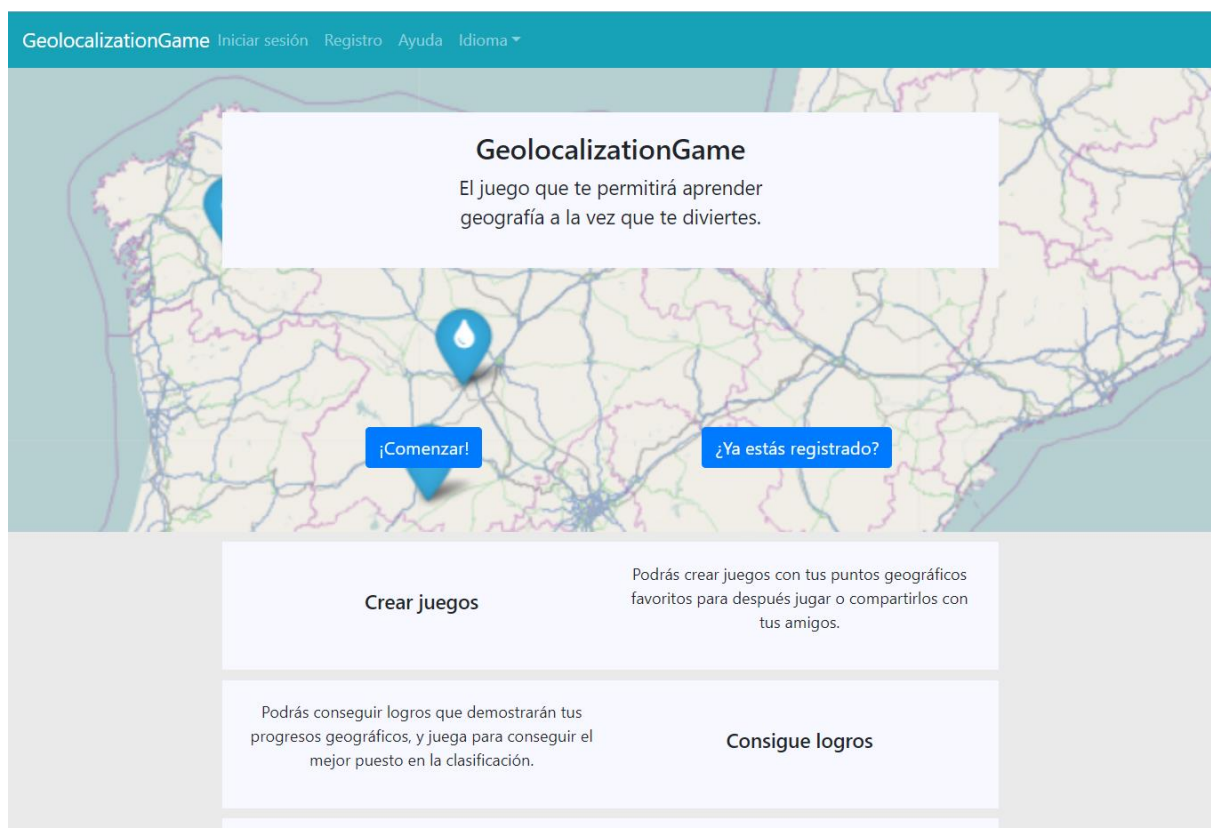 GeolocalizationGame Iniciar sesión Registro Ayuda Idioma
GeolocalizationGame
El juego que te permitirá aprender
geografía a la vez que te diviertes.
¡Comenzar!
¿Ya estás registrado?
Crear juegos
Podrás crear juegos con tus puntos geográficos
favoritos para después jugar o compartirlos con
tus amigos.
Podrás conseguir logros que demostrarán tus
progresos geográficos, y juega para conseguir el
mejor puesto en la clasificación.
Consigue logros